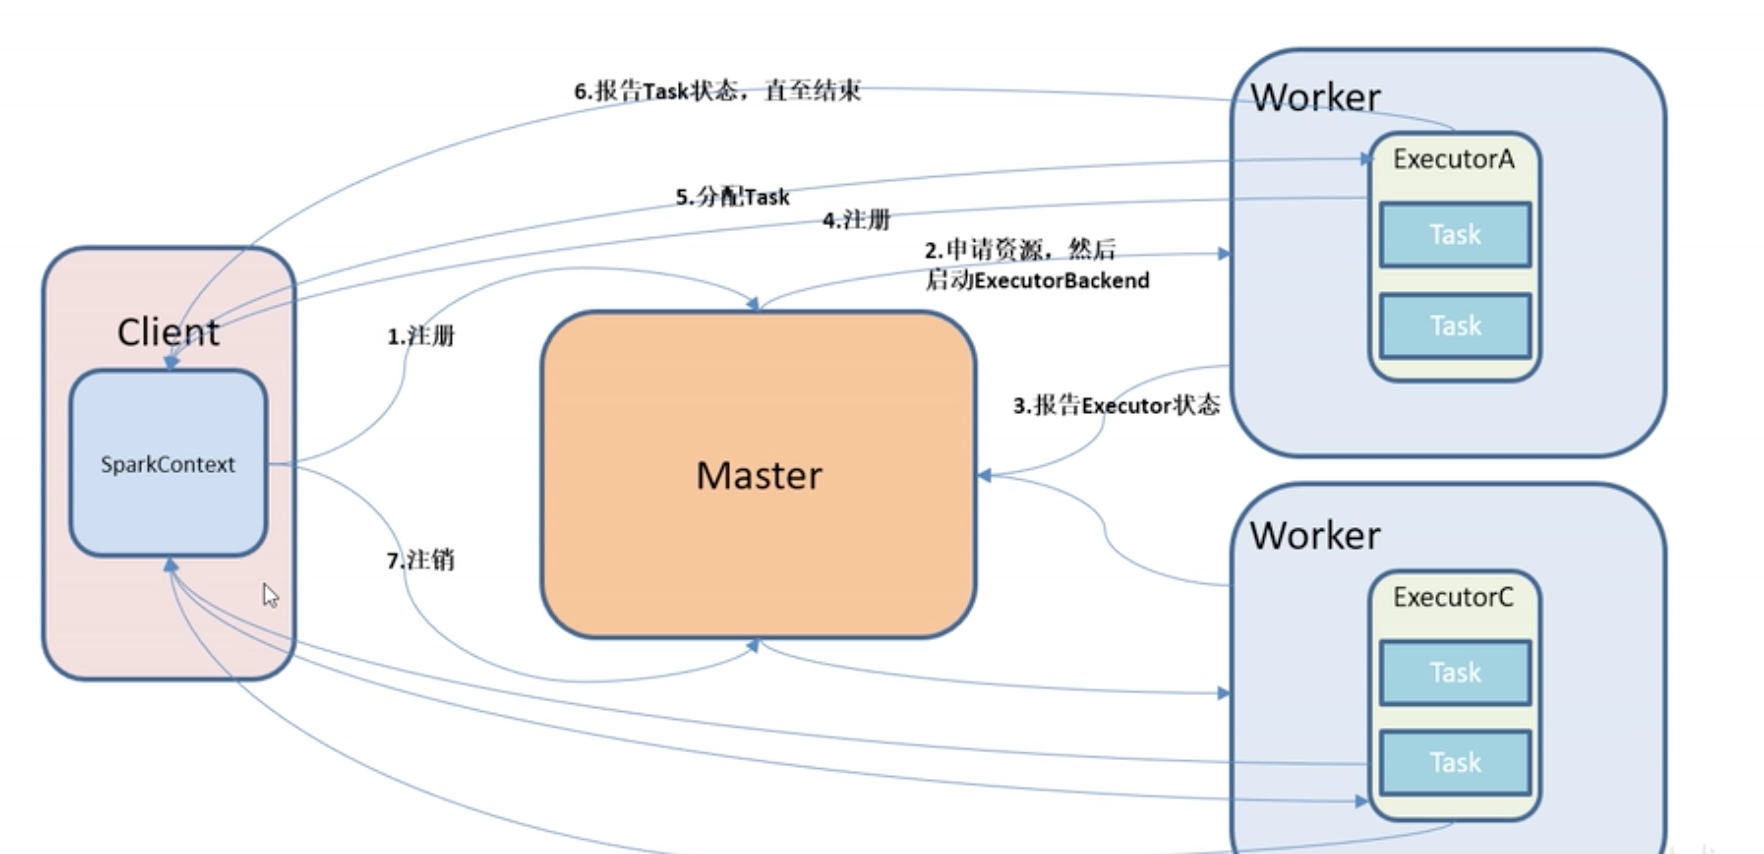 6.报告Task状态，直至结束
Worker
ExecutorA
5.分配Task
4.注册
Task
2.申请资源，然后
启动ExecutorBackend
Client
1.注册
Task
3.报告Executor状态
SparkContext
Master
Worker
7.注销
ExecutorC
Task
Task